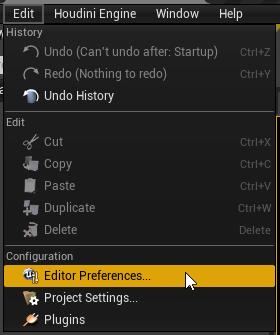 Edit Houdini Engine Window Help
History
Undo (Can't undo after: Startup) Ctrl+Z
Redo (Nothing to redo) Ctrl+Y
Undo History
Edit
Cut Ctrl+X
Copy Ctrl+C
Paste Ctrl+V
Duplicate Ctrl+W
Delete Delete
Configuration
Editor Preferences...
Project Settings...
Plugins